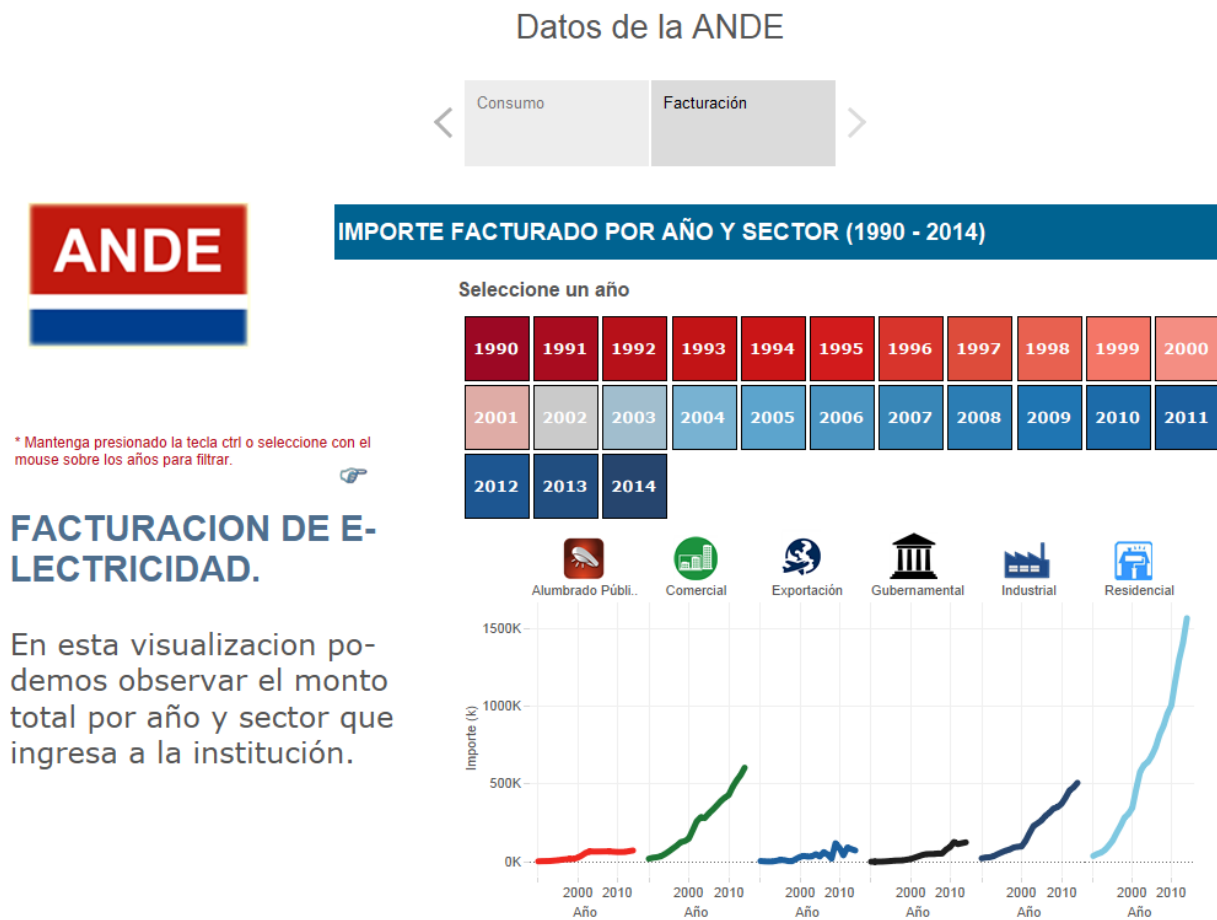 Datos de la ANDE
Consumo
Facturación
ANDE
IMPORTE FACTURADO POR AÑO Y SECTOR (1990 - 2014)
Seleccione un año
1990 1991 1992 1993 1994 1995 1996 1997 1998 1999 2000
2001 2002 2003 2004 2005 2006 2007 2008 2009 2010 2011
2012 2013 2014
* Mantenga presionado la tecla ctrl o seleccione con el
mouse sobre los años para filtrar.
FACTURACION DE E-
LECTRICIDAD.
En esta visualizacion po-
demos observar el monto
total por año y sector que
ingresa a la institución.
Alumbrado Públi.. Comercial Exportación Gubernamental Industrial Residencial
Importe (k)
1500K
1000K
500K
0K
2000 2010 2000 2010 2000 2010 2000 2010 2000 2010 2000 2010
Año Año Año Año Año Año